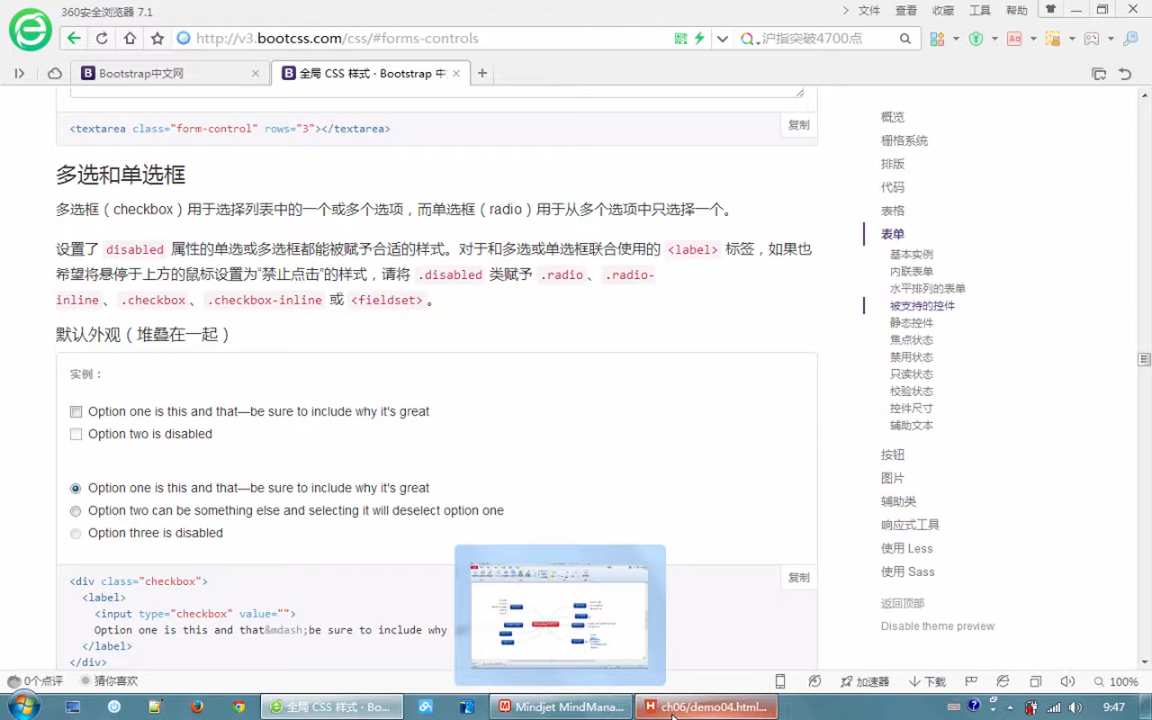 360安全浏览器 7.1
文件 查看 收藏 工具 帮助
http://v3.bootcss.com/css/#forms-controls
沪指突破4700点
Bootstrap中文网
全局 CSS 样式 · Bootstrap 中
<textarea class="form-control" rows="3"></textarea>
复制
多选和单选框
多选框（checkbox）用于选择列表中的一个或多个选项，而单选框（radio）用于从多个选项中只选择一个。
设置了 disabled 属性的单选或多选框都能被赋予合适的样式。对于和多选或单选框联合使用的 <label> 标签，如果也
希望将悬停于上方的鼠标设置为“禁止点击”的样式，请将 .disabled 类赋予 .radio、.radio-
inline、.checkbox、.checkbox-inline 或 <fieldset>。
默认外观（堆叠在一起）
实例：
Option one is this and that—be sure to include why it's great
Option two is disabled
Option one is this and that—be sure to include why it's great
Option two can be something else and selecting it will deselect option one
Option three is disabled
<div class="checkbox">
复制
<label>
<input type="checkbox" value="">
Option one is this and that&mdash;be sure to include why
</label>
</div>
概览
栅格系统
排版
代码
表格
表单
基本实例
内联表单
水平排列的表单
被支持的控件
静态控件
焦点状态
禁用状态
只读状态
校验状态
控件尺寸
辅助文本
按钮
图片
辅助类
响应式工具
使用 Less
使用 Sass
返回顶部
Disable theme preview
0个点评 猜你喜欢
加速器 下载 100%
全局 CSS 样式 · Bo...
Mindjet MindMana...
ch06/demo04.html...
9:47